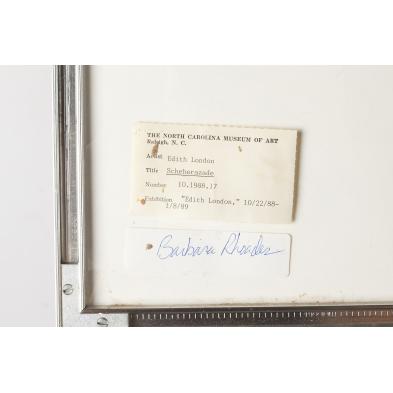 THE NORTH CAROLINA MUSEUM OF ART
Raleigh, N. C.
Artist Edith London
Title Scheherazade
Number 10.1988.17
Exhibition "Edith London," 10/22/88-
1/8/89
Barbara Rhoades